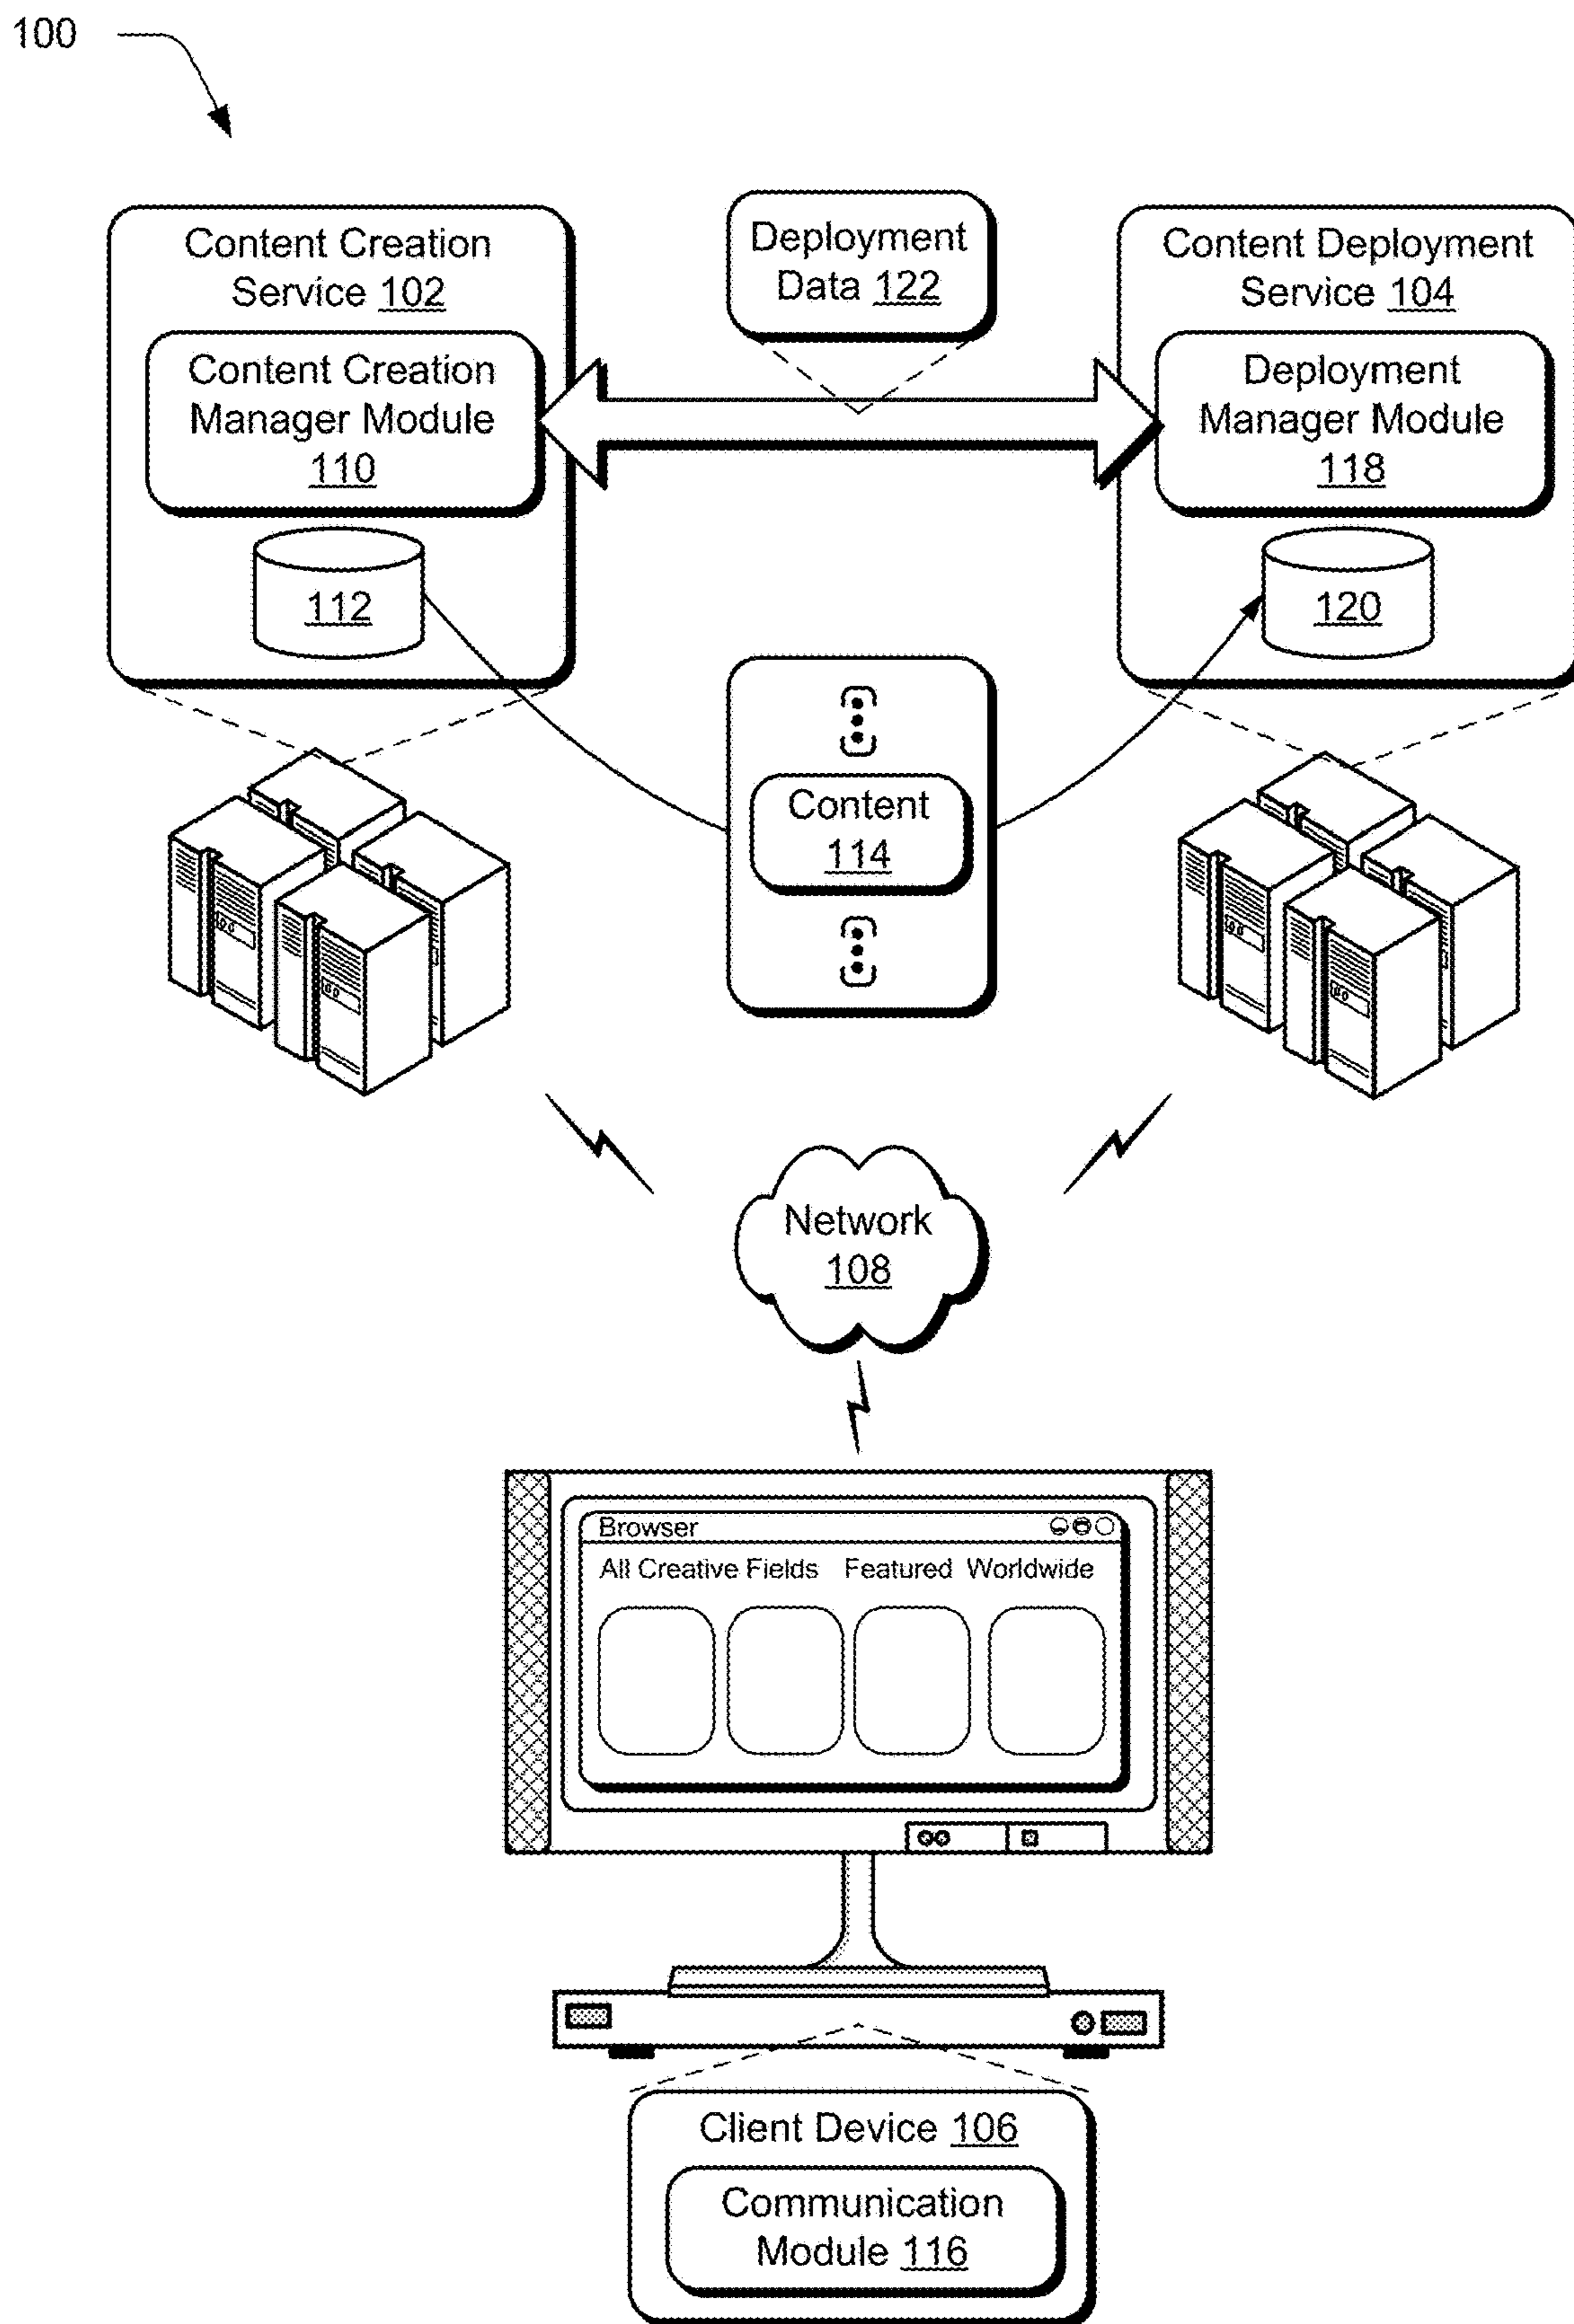 100
Content Creation
Service 102
Content Creation
Manager Module
110
112
Deployment
Data 122
Content Deployment
Service 104
Deployment
Manager Module
118
120
Content
114
Network
108
Browser
All Creative Fields Featured Worldwide
Client Device 106
Communication
Module 116